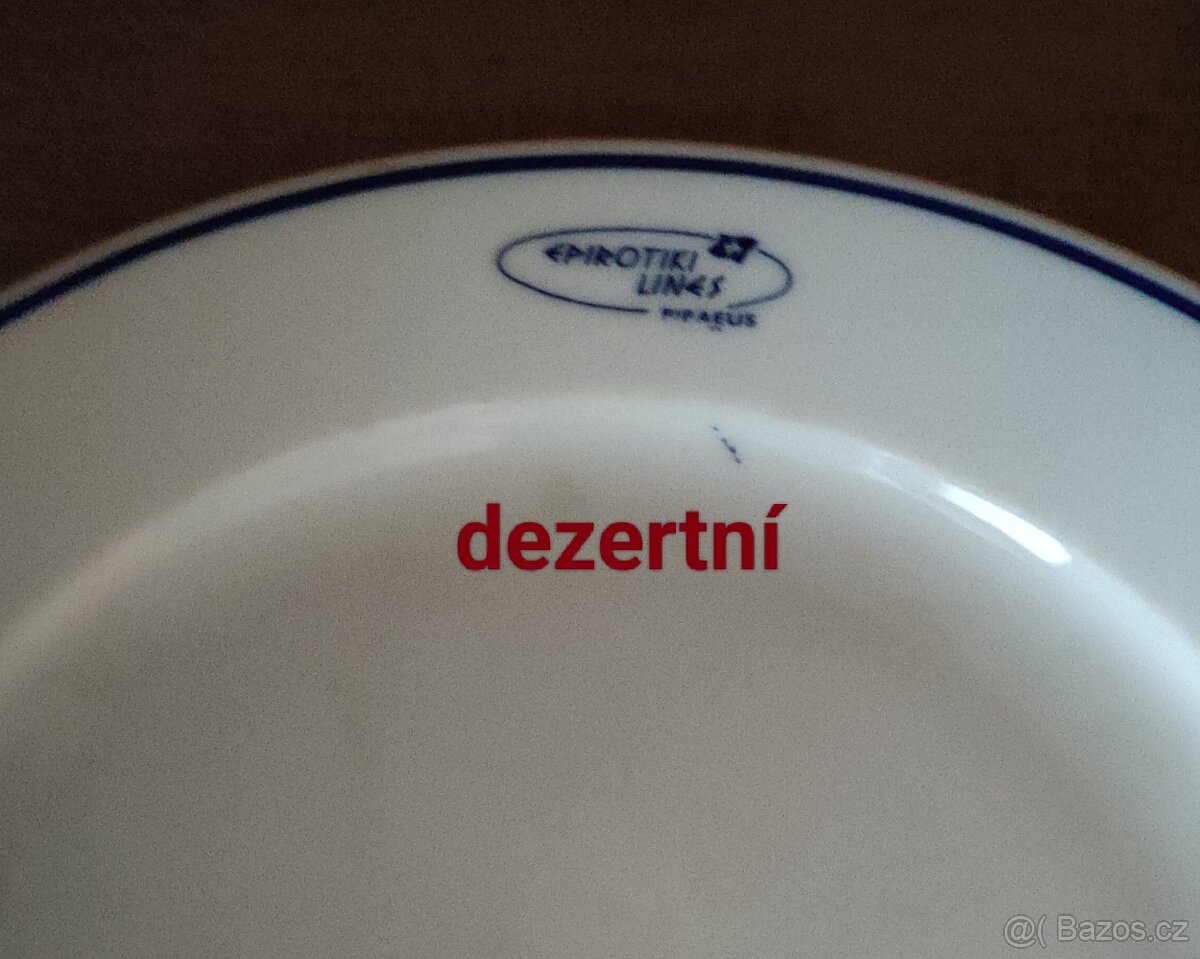 EPIROTIKI
LINES
PIRAEUS
dezertní
@( Bazos.cz